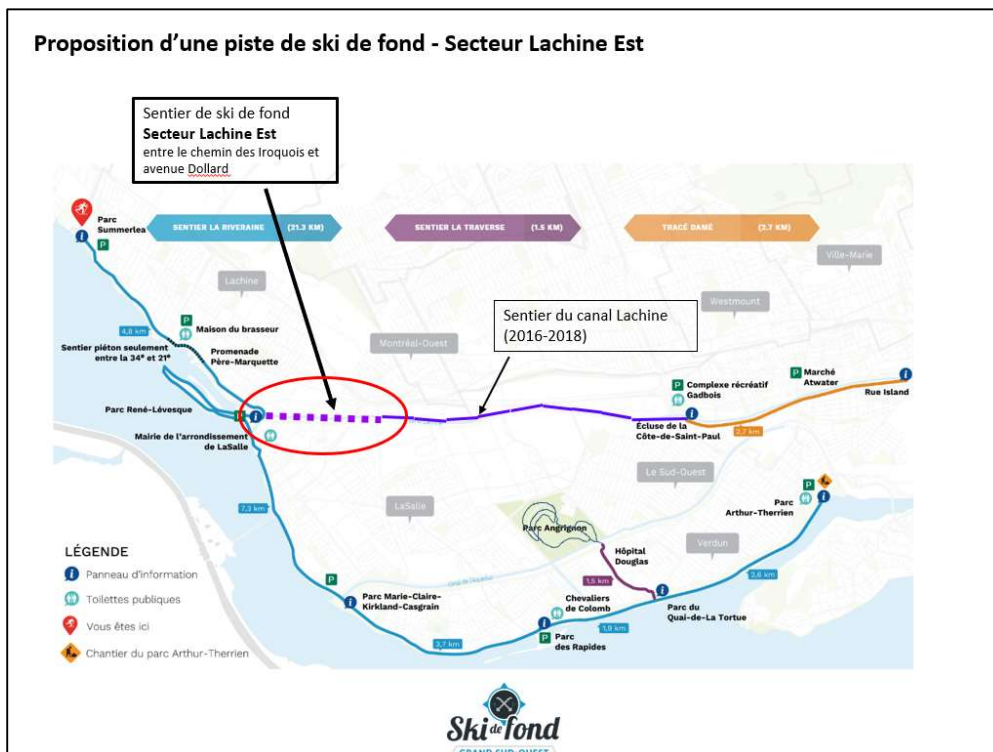 Proposition d'une piste de ski de fond - Secteur Lachine Est
Sentier de ski de fond
Secteur Lachine Est
entre le chemin des Iroquois et
avenue Dollard
Parc
Summerlea
P
SENTIER LA RIVERAINE (21.3 KM)
SENTIER LA TRAVERSE (1.5 KM)
TRACÉ DAMÉ (2.7 KM)
Ville-Marie
Lachine
Westmount
Sentier du canal Lachine
(2016-2018)
4,8 km
P
Maison du brasseur
Montréal-Ouest
Sentier piéton seulement
entre la 34e et 21e
Promenade
Père-Marquette
P
Complexe récréatif
Gadbois
P
Marché
Atwater
Rue Island
Parc René-Lévesque
P
Mairie de l'arrondissement
de LaSalle
Écluse de la
Côte-de-Saint-Paul
2,7 km
Le Sud-Ouest
7,3 km
LaSalle
Parc Angrignon
P
Parc
Arthur-Therrien
Verdun
LÉGENDE
Panneau d'information
Toilettes publiques
Vous êtes ici
Chantier du parc Arthur-Therrien
Hôpital
Douglas
1,5 km
2,6 km
P
Parc Marie-Claire-
Kirkland-Casgrain
Chevaliers
de Colomb
Parc du
Quai-de-La Tortue
1,9 km
P
Parc
des Rapides
3,7 km
Ski de fond
GRAND SUD-OUEST